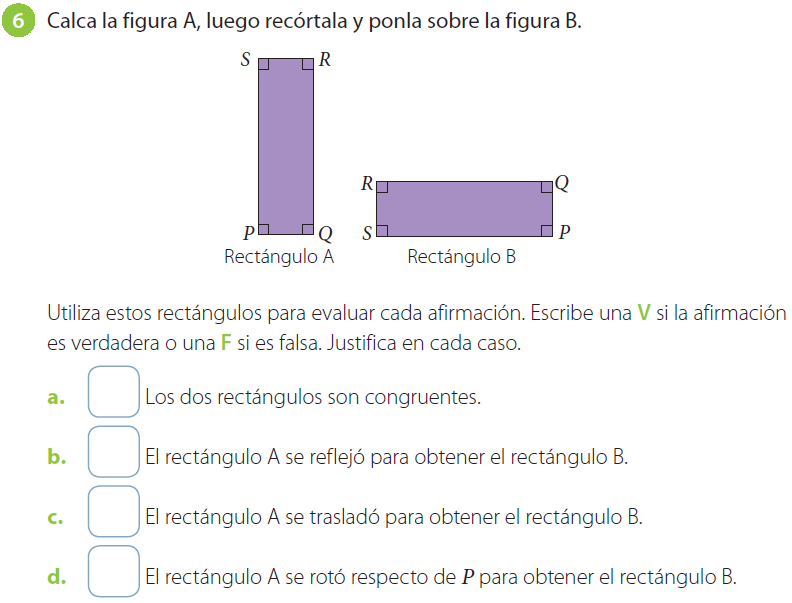 6 Calca la figura A, luego recórtala y ponla sobre la figura B.
S R
R Q
P Q S P
Rectángulo A Rectángulo B
Utiliza estos rectángulos para evaluar cada afirmación. Escribe una V si la afirmación
es verdadera o una F si es falsa. Justifica en cada caso.
a. Los dos rectángulos son congruentes.
b. El rectángulo A se reflejó para obtener el rectángulo B.
c. El rectángulo A se trasladó para obtener el rectángulo B.
d. El rectángulo A se rotó respecto de P para obtener el rectángulo B.